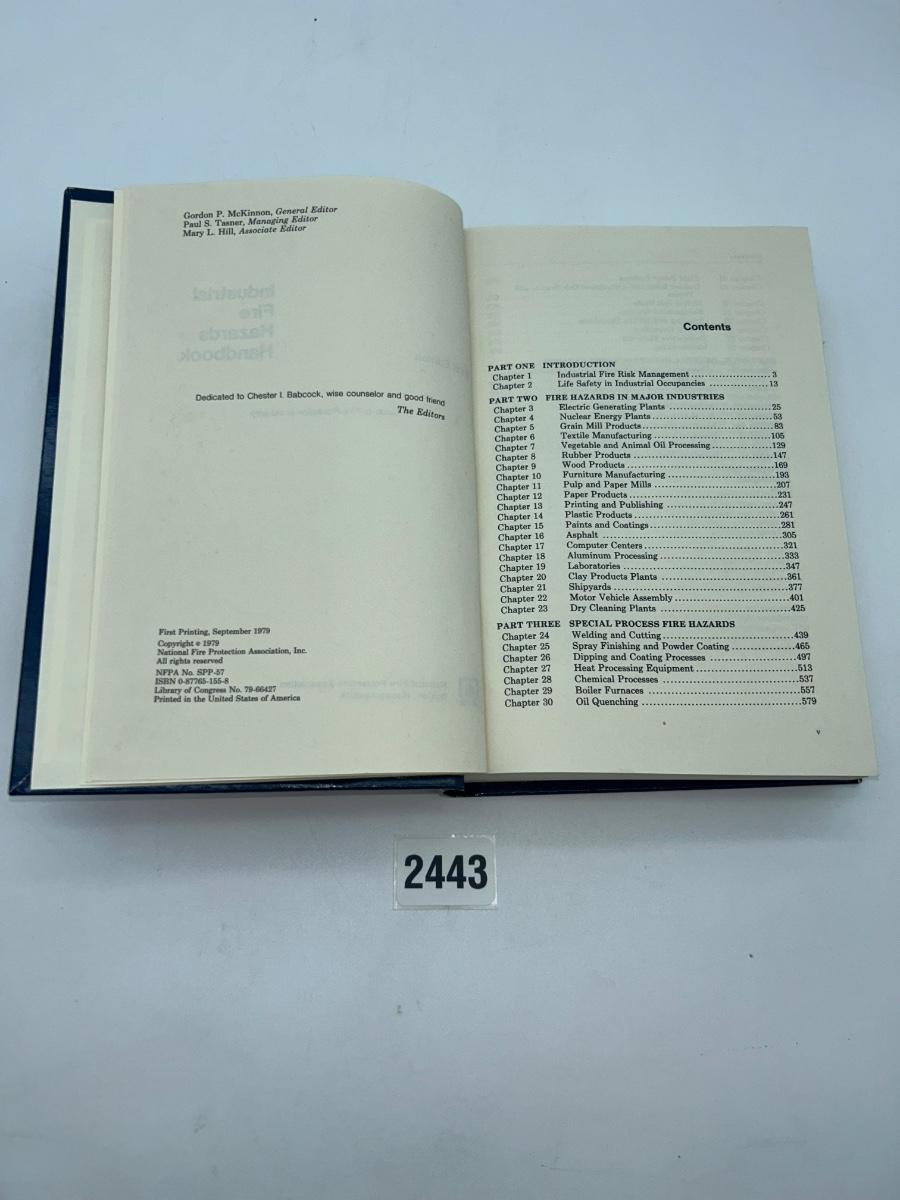 Gordon P. McKinnon, General Editor
Paul S. Tasner, Managing Editor
Mary L. Hill, Associate Editor
Industrial
Fire
Hazards
Handbook
Dedicated to Chester I. Babcock, wise counselor and good friend
The Editors
First Printing, September 1979
Copyright © 1979
National Fire Protection Association, Inc.
All rights reserved
NFPA No. SPP-57
ISBN 0-87765-155-8
Library of Congress No. 79-66427
Printed in the United States of America
Contents
PART ONE INTRODUCTION
Chapter 1 Industrial Fire Risk Management ........................ 3
Chapter 2 Life Safety in Industrial Occupancies .................. 13
PART TWO FIRE HAZARDS IN MAJOR INDUSTRIES
Chapter 3 Electric Generating Plants .............................25
Chapter 4 Nuclear Energy Plants..................................53
Chapter 5 Grain Mill Products....................................83
Chapter 6 Textile Manufacturing .................................105
Chapter 7 Vegetable and Animal Oil Processing ...................129
Chapter 8 Rubber Products .......................................147
Chapter 9 Wood Products..........................................169
Chapter 10 Furniture Manufacturing ..............................193
Chapter 11 Pulp and Paper Mills .................................207
Chapter 12 Paper Products........................................231
Chapter 13 Printing and Publishing ..............................247
Chapter 14 Plastic Products......................................261
Chapter 15 Paints and Coatings...................................281
Chapter 16 Asphalt ..............................................305
Chapter 17 Computer Centers......................................321
Chapter 18 Aluminum Processing ..................................333
Chapter 19 Laboratories .........................................347
Chapter 20 Clay Products Plants .................................361
Chapter 21 Shipyards.............................................377
Chapter 22 Motor Vehicle Assembly................................401
Chapter 23 Dry Cleaning Plants ..................................425
PART THREE SPECIAL PROCESS FIRE HAZARDS
Chapter 24 Welding and Cutting...................................439
Chapter 25 Spray Finishing and Powder Coating ...................465
Chapter 26 Dipping and Coating Processes ........................497
Chapter 27 Heat Processing Equipment.............................513
Chapter 28 Chemical Processes ...................................537
Chapter 29 Boiler Furnaces ......................................557
Chapter 30 Oil Quenching ........................................579
v
2443